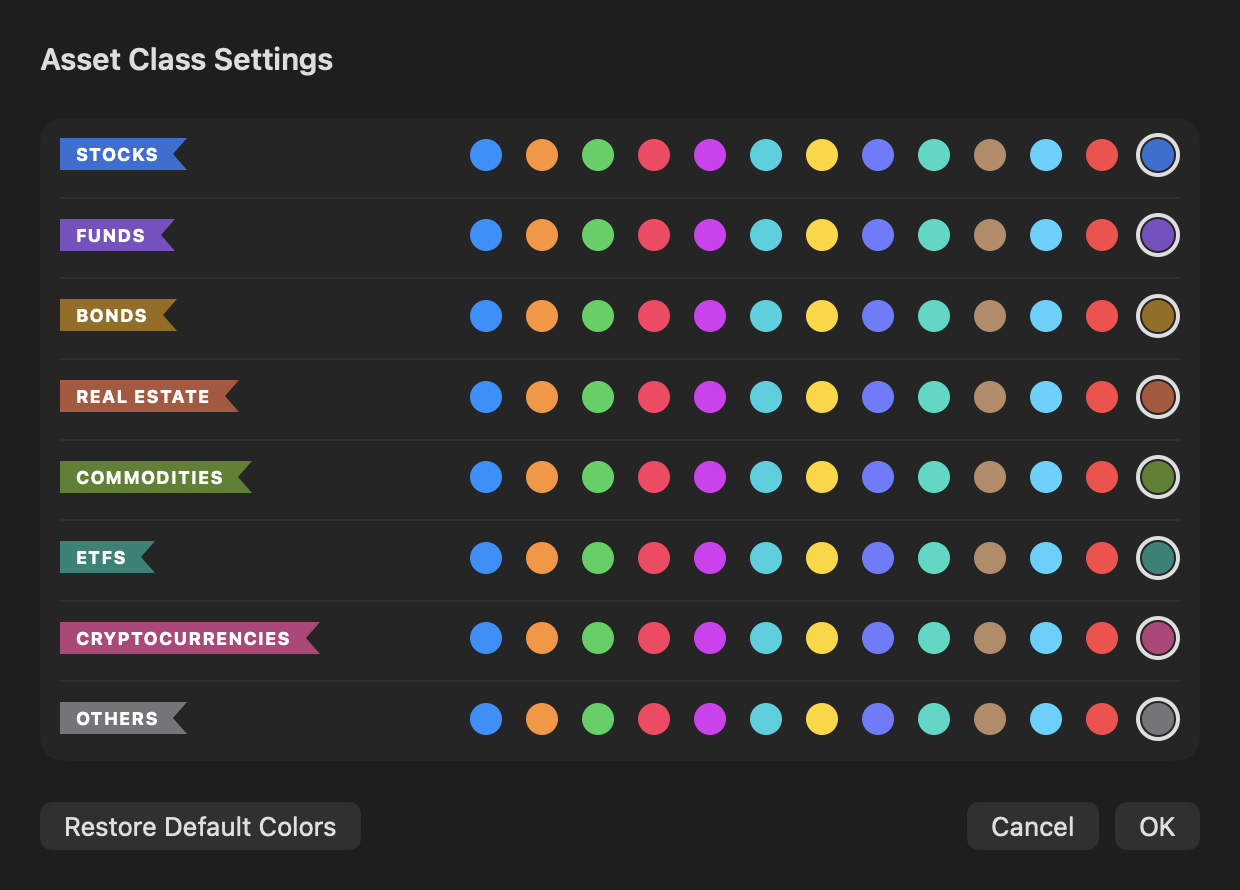 Asset Class Settings
STOCKS
FUNDS
BONDS
REAL ESTATE
COMMODITIES
ETFS
CRYPTOCURRENCIES
OTHERS
Restore Default Colors
Cancel
OK